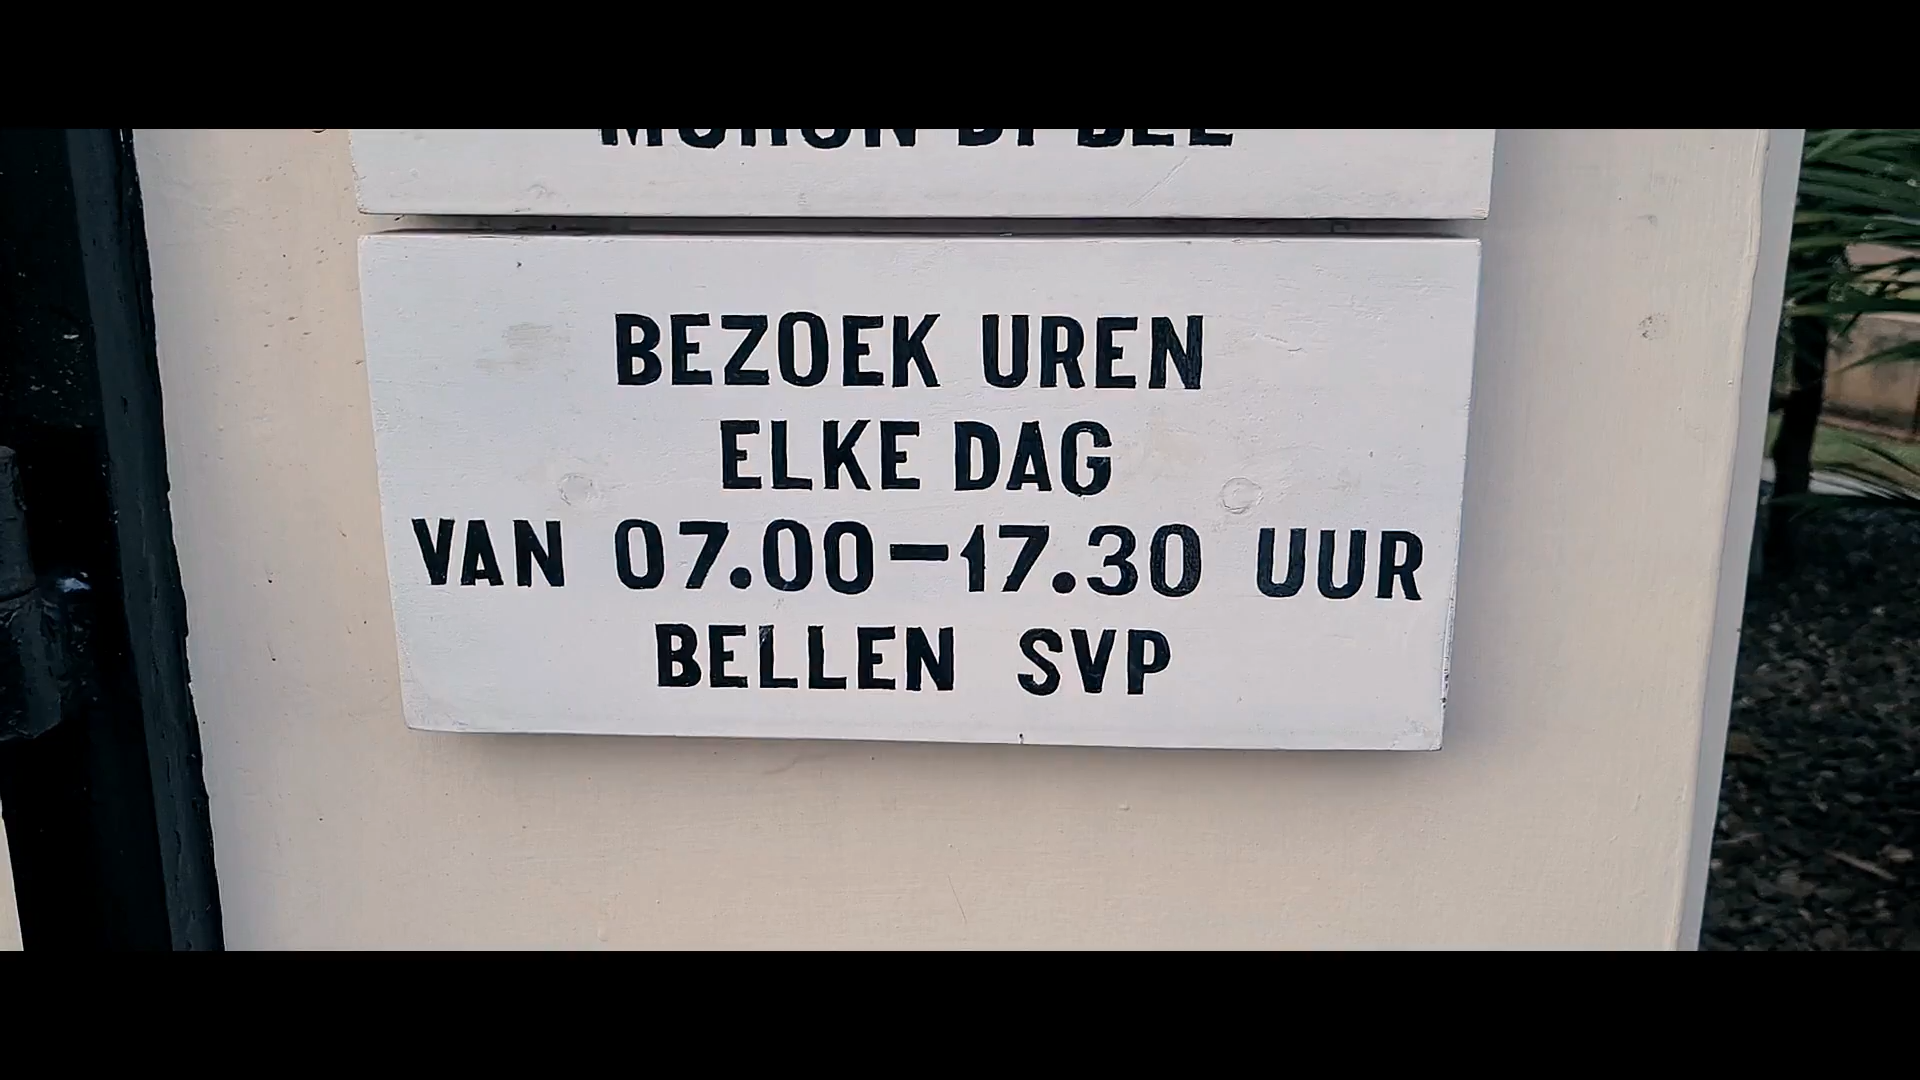 BEZOEK UREN
ELKE DAG
VAN 07.00-17.30 UUR
BELLEN SVP